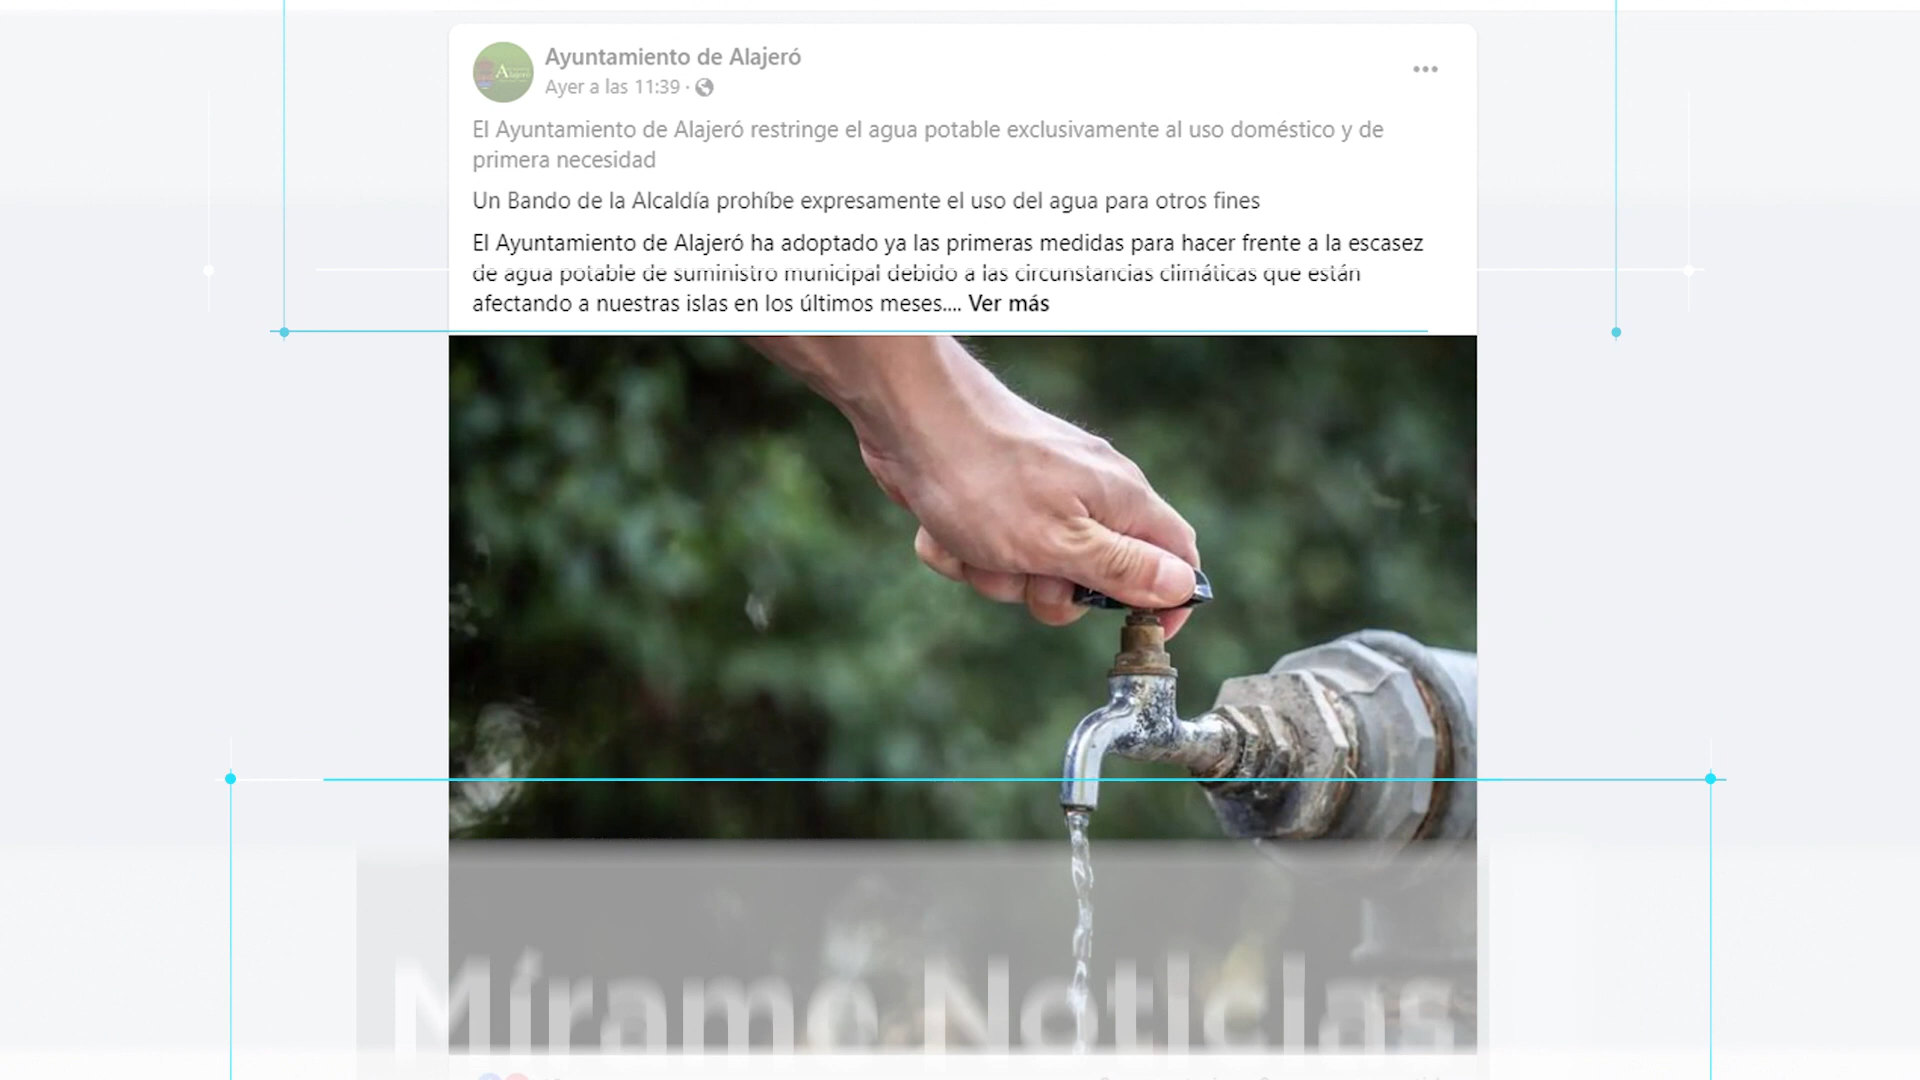 Ayuntamiento de Alajeró
Ayer a las 11:39 ·
El Ayuntamiento de Alajeró restringe el agua potable exclusivamente al uso doméstico y de
primera necesidad
Un Bando de la Alcaldía prohíbe expresamente el uso del agua para otros fines
El Ayuntamiento de Alajeró ha adoptado ya las primeras medidas para hacer frente a la escasez
de agua potable de suministro municipal debido a las circunstancias climáticas que están
afectando a nuestras islas en los últimos meses.... Ver más
Mírame Noticias